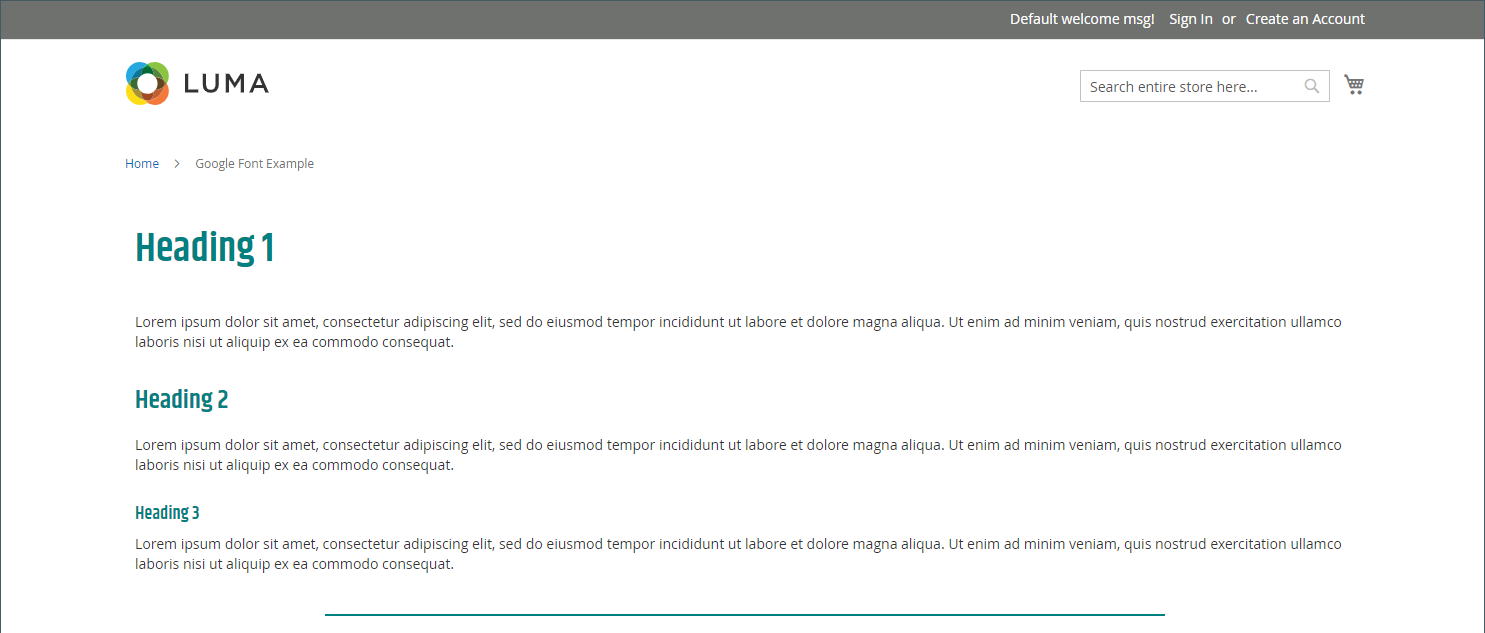 Default welcome msg! Sign In or Create an Account
LUMA
Search entire store here...
Home > Google Font Example
Heading 1
Lorem ipsum dolor sit amet, consectetur adipiscing elit, sed do eiusmod tempor incididunt ut labore et dolore magna aliqua. Ut enim ad minim veniam, quis nostrud exercitation ullamco
laboris nisi ut aliquip ex ea commodo consequat.
Heading 2
Lorem ipsum dolor sit amet, consectetur adipiscing elit, sed do eiusmod tempor incididunt ut labore et dolore magna aliqua. Ut enim ad minim veniam, quis nostrud exercitation ullamco
laboris nisi ut aliquip ex ea commodo consequat.
Heading 3
Lorem ipsum dolor sit amet, consectetur adipiscing elit, sed do eiusmod tempor incididunt ut labore et dolore magna aliqua. Ut enim ad minim veniam, quis nostrud exercitation ullamco
laboris nisi ut aliquip ex ea commodo consequat.